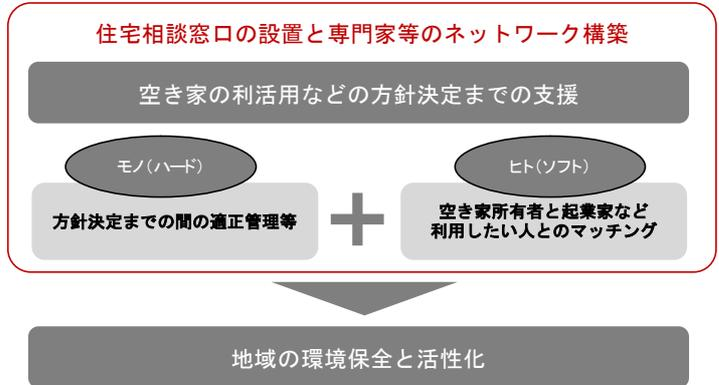 住宅相談窓口の設置と専門家等のネットワーク構築
空き家の利活用などの方針決定までの支援
モノ（ハード）
方針決定までの間の適正管理等
ヒト（ソフト）
空き家所有者と起業家など
利用したい人とのマッチング
地域の環境保全と活性化